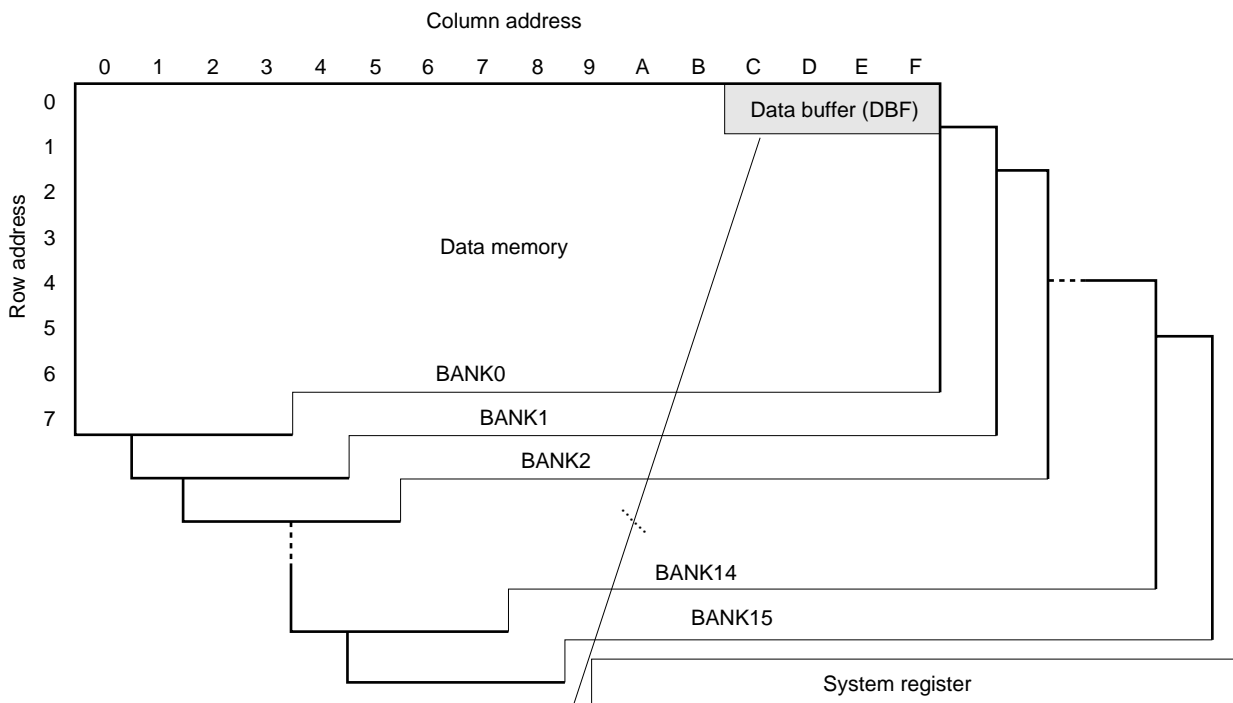 Column address
0 1 2 3 4 5 6 7 8 9 A B C D E F
Row address
0
1
2
3
4
5
6
7
Data buffer (DBF)
Data memory
BANK0
BANK1
BANK2
BANK14
BANK15
System register